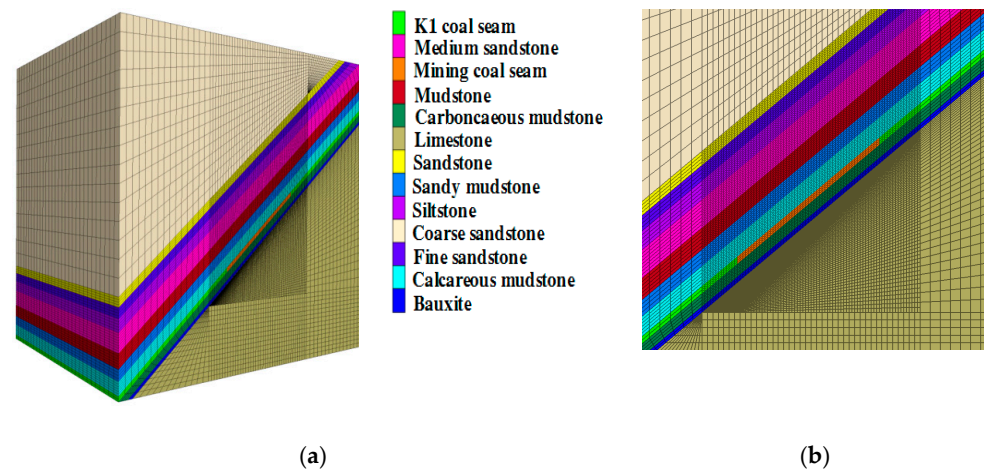 K1 coal seam
Medium sandstone
Mining coal seam
Mudstone
Carboncaeous mudstone
Limestone
Sandstone
Sandy mudstone
Siltstone
Coarse sandstone
Fine sandstone
Calcareous mudstone
Bauxite
(a)
(b)